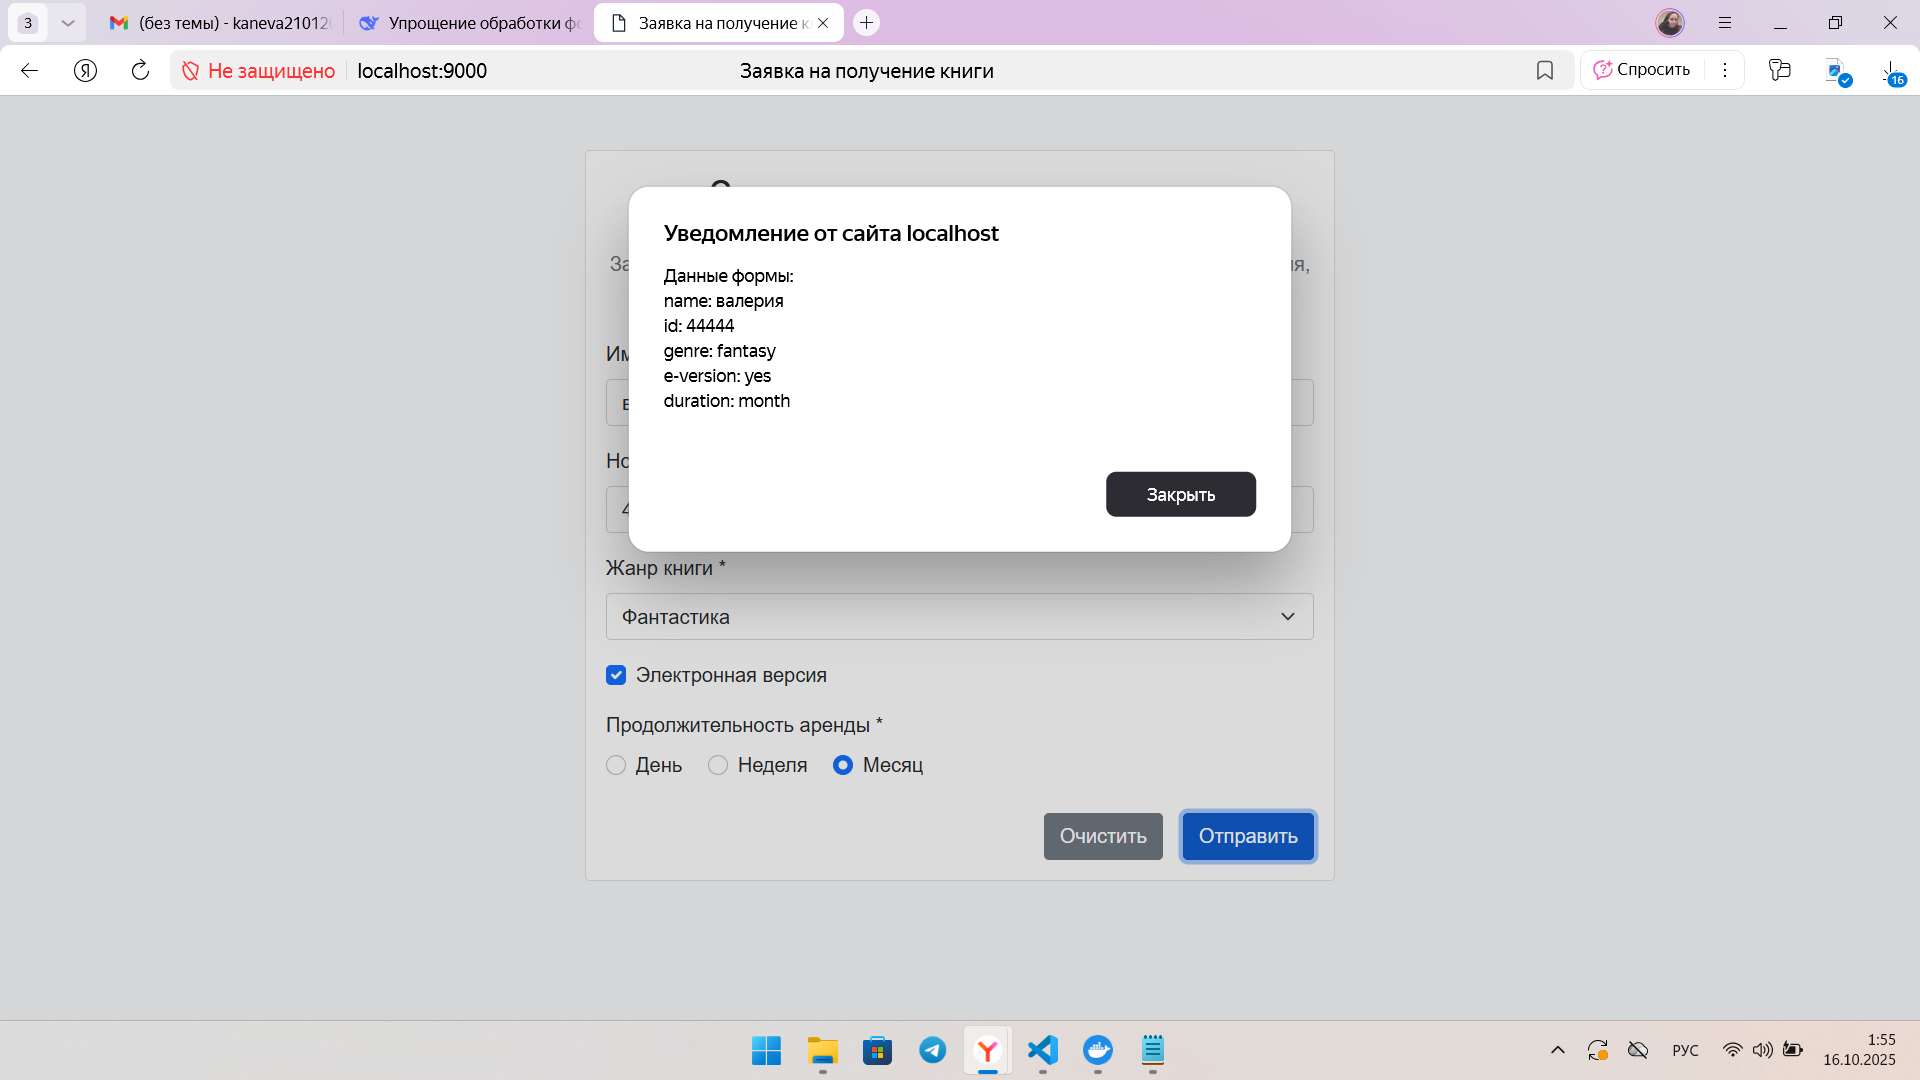 3
(без темы) - kaneva21012
Упрощение обработки фо
Заявка на получение к
Не защищено
localhost:9000
Заявка на получение книги
Спросить
16
Уведомление от сайта localhost
Данные формы:
name: валерия
id: 44444
genre: fantasy
e-version: yes
duration: month
Закрыть
За
ия,
Им
в
Но
4
Жанр книги *
Фантастика
Электронная версия
Продолжительность аренды *
День
Неделя
Месяц
Очистить
Отправить
РУС
1:55
16.10.2025